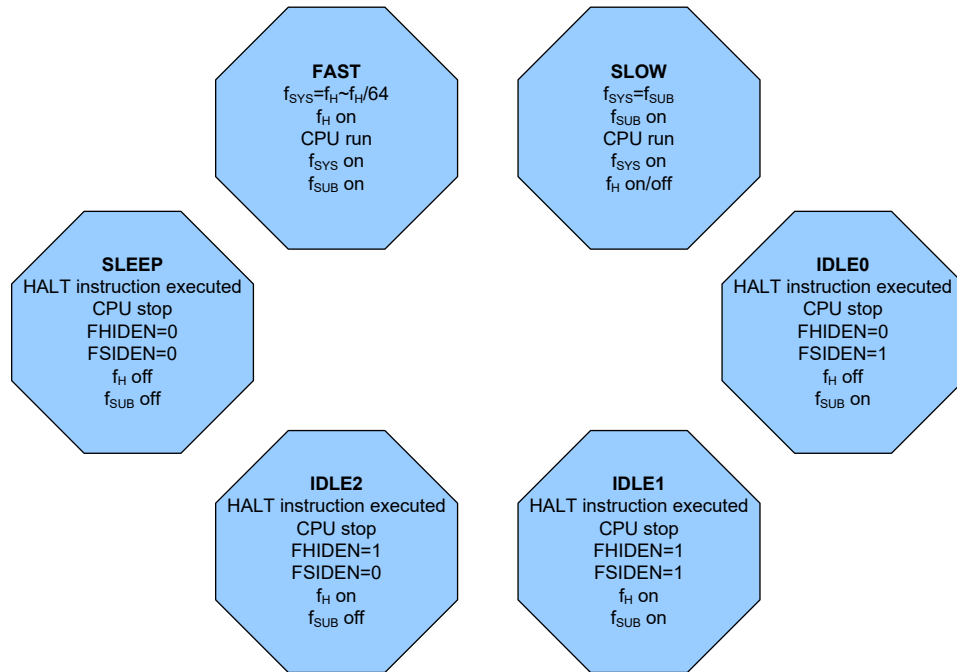 FAST
fSYS=fH~fH/64
fH on
CPU run
fSYS on
fSUB on
SLOW
fSYS=fSUB
fSUB on
CPU run
fSYS on
fH on/off
SLEEP
HALT instruction executed
CPU stop
FHIDEN=0
FSIDEN=0
fH off
fSUB off
IDLE0
HALT instruction executed
CPU stop
FHIDEN=0
FSIDEN=1
fH off
fSUB on
IDLE2
HALT instruction executed
CPU stop
FHIDEN=1
FSIDEN=0
fH on
fSUB off
IDLE1
HALT instruction executed
CPU stop
FHIDEN=1
FSIDEN=1
fH on
fSUB on